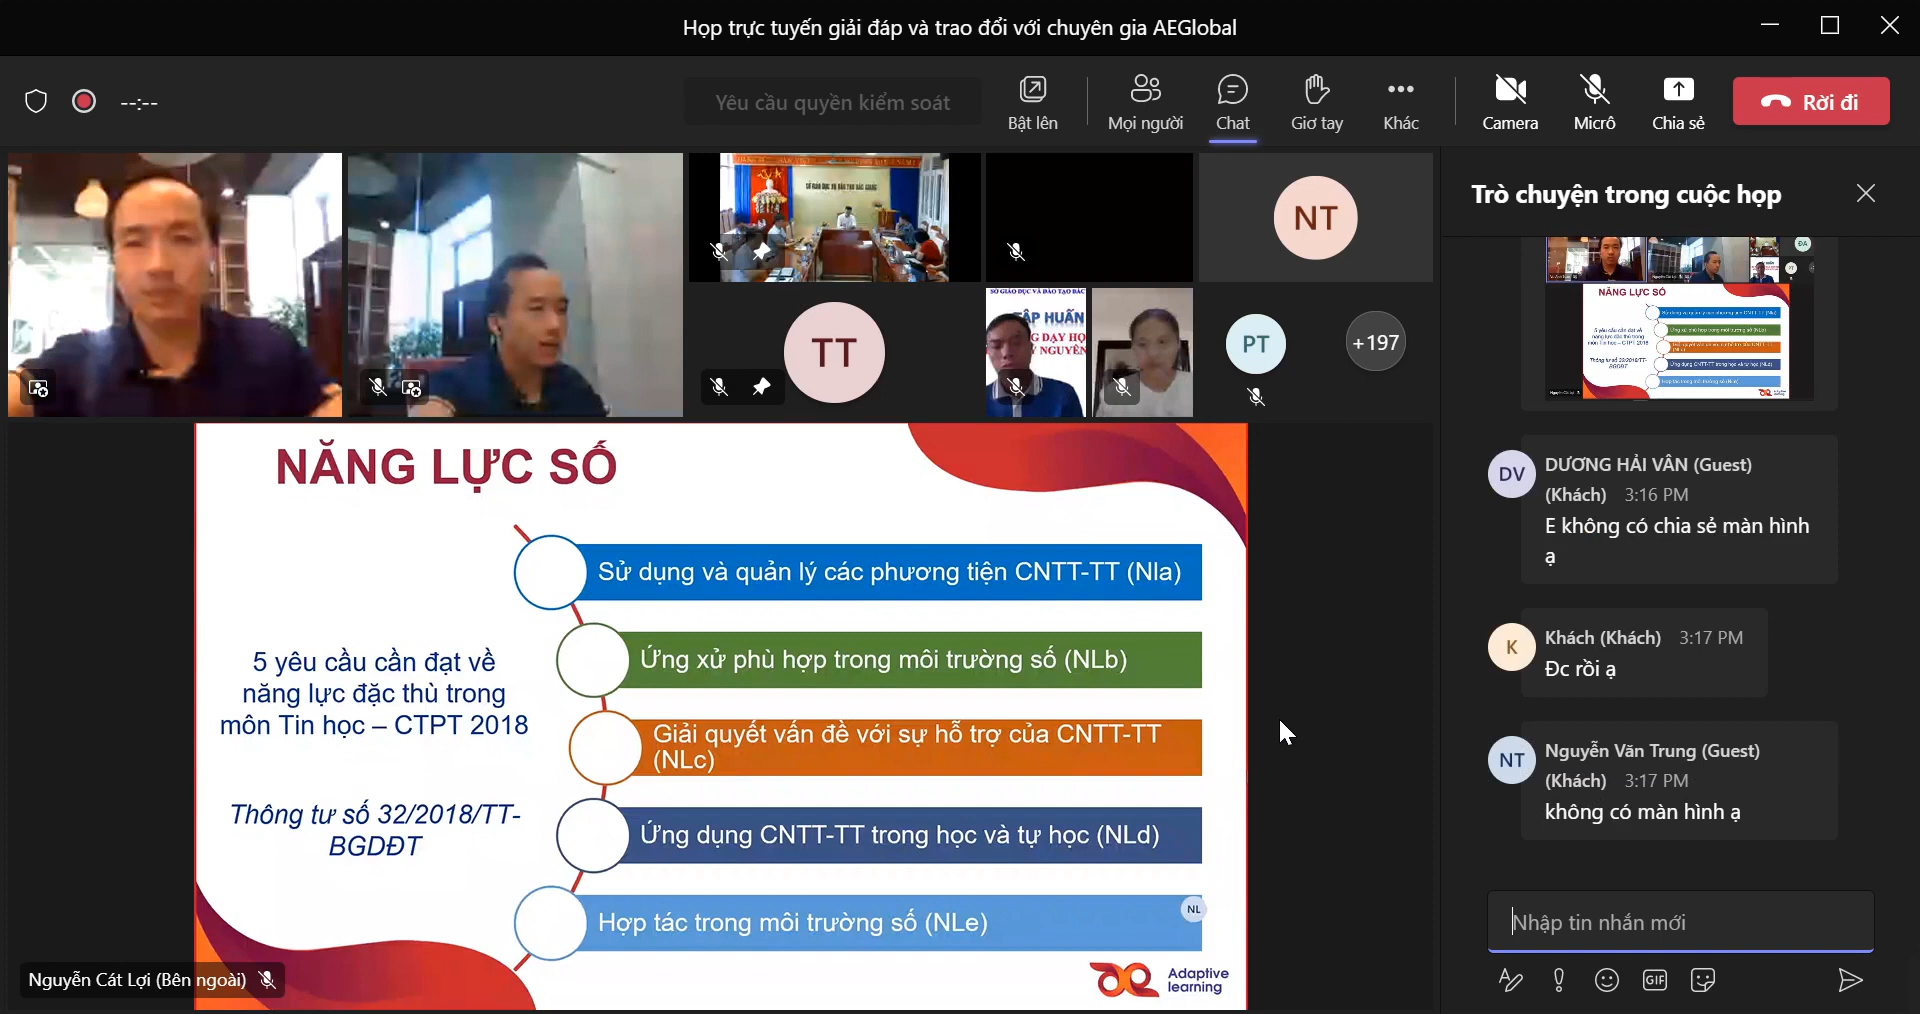 Họp trực tuyến giải đáp và trao đổi với chuyên gia AEGlobal
--:--
Yêu cầu quyền kiểm soát
Bật lên
Mọi người
Chat
Giơ tay
Khác
Camera
Micrô
Chia sẻ
Rời đi
NT
TT
PT
+197
NĂNG LỰC SỐ
5 yêu cầu cần đạt về
năng lực đặc thù trong
môn Tin học – CTPT 2018
Thông tư số 32/2018/TT-
BGDĐT
Sử dụng và quản lý các phương tiện CNTT-TT (Nla)
Ứng xử phù hợp trong môi trường số (NLb)
Giải quyết vấn đề với sự hỗ trợ của CNTT-TT
(NLc)
Ứng dụng CNTT-TT trong học và tự học (NLd)
Hợp tác trong môi trường số (NLe)
NL
Adaptive
learning
Nguyễn Cát Lợi (Bên ngoài)
Trò chuyện trong cuộc họp
NĂNG LỰC SỐ
DV
DƯƠNG HẢI VÂN (Guest)
(Khách) 3:16 PM
E không có chia sẻ màn hình
ạ
K
Khách (Khách) 3:17 PM
Đc rồi ạ
NT
Nguyễn Văn Trung (Guest)
(Khách) 3:17 PM
không có màn hình ạ
Nhập tin nhắn mới
GIF